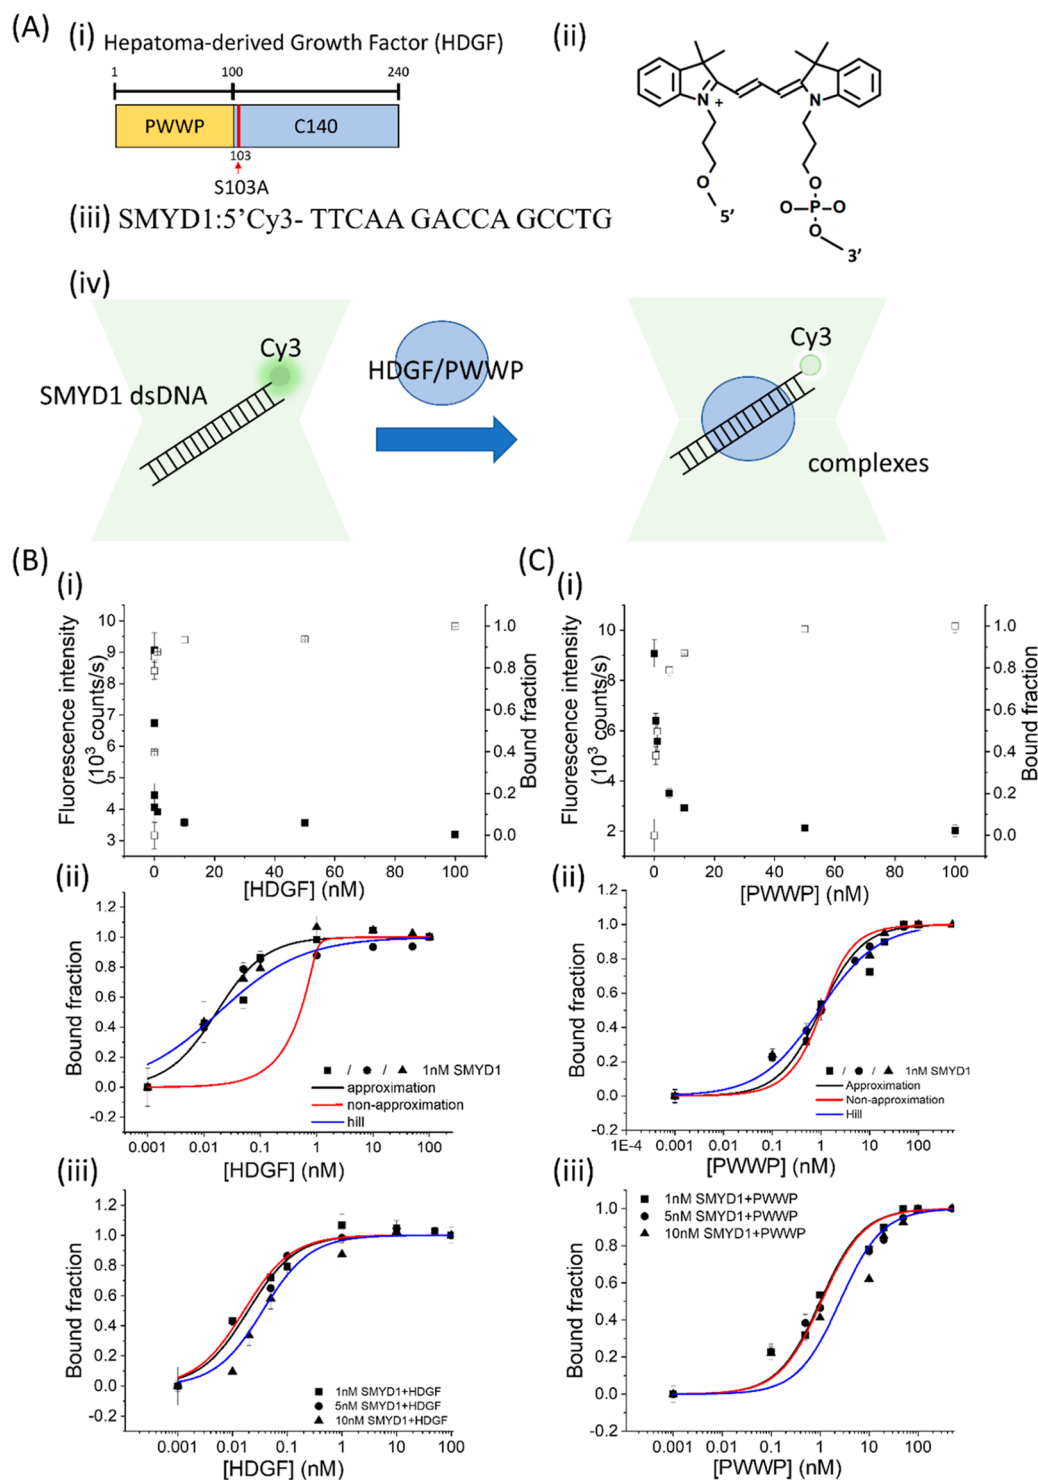 (A)
(i) Hepatoma-derived Growth Factor (HDGF)
1 100 240
PWWP C140
103
S103A
(ii)
N + N
O O
5' O P O
O
3'
(iii) SMYD1:5'Cy3- TTCAA GACCA GCCTG
(iv)
Cy3
SMYD1 dsDNA
HDGF/PWWP
Cy3
complexes
(B)
(i)
Fluorescence intensity
(10³ counts/s)
10
9
8
7
6
5
4
3
1.0
0.8
0.6
0.4
0.2
0.0
Bound fraction
0 20 40 60 80 100
[HDGF] (nM)
(ii)
Bound fraction
1.2
1.0
0.8
0.6
0.4
0.2
0.0
-0.2
/ / 1nM SMYD1
approximation
non-approximation
hill
0.001 0.01 0.1 1 10 100
[HDGF] (nM)
(iii)
Bound fraction
1.2
1.0
0.8
0.6
0.4
0.2
0.0
-0.2
1nM SMYD1+HDGF
5nM SMYD1+HDGF
10nM SMYD1+HDGF
0.001 0.01 0.1 1 10 100
[HDGF] (nM)
(C)
(i)
Fluorescence intensity
(10³ counts/s)
10
8
6
4
2
1.0
0.8
0.6
0.4
0.2
0.0
Bound fraction
0 20 40 60 80 100
[PWWP] (nM)
(ii)
Bound fraction
1.2
1.0
0.8
0.6
0.4
0.2
0.0
-0.2
/ / 1nM SMYD1
Approximation
Non-approximation
Hill
1E-4 0.001 0.01 0.1 1 10 100
[PWWP] (nM)
(iii)
Bound fraction
1.0
0.8
0.6
0.4
0.2
0.0
-0.2
1nM SMYD1+PWWP
5nM SMYD1+PWWP
10nM SMYD1+PWWP
0.001 0.01 0.1 1 10 100
[PWWP] (nM)